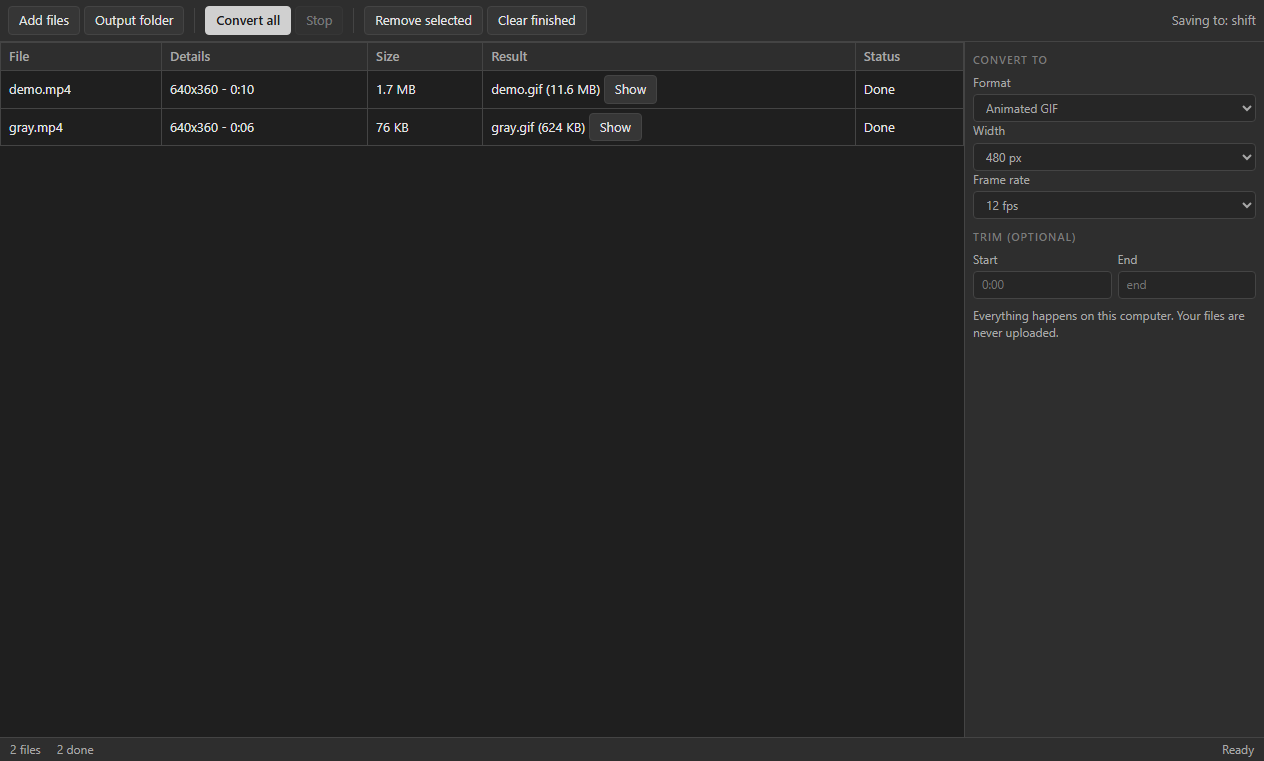 Add files Output folder Convert all Stop Remove selected Clear finished Saving to: shift
File Details Size Result Status
demo.mp4 640x360 - 0:10 1.7 MB demo.gif (11.6 MB) Show Done
gray.mp4 640x360 - 0:06 76 KB gray.gif (624 KB) Show Done
CONVERT TO
Format
Animated GIF
Width
480 px
Frame rate
12 fps
TRIM (OPTIONAL)
Start End
0:00 end
Everything happens on this computer. Your files are
never uploaded.
2 files 2 done Ready